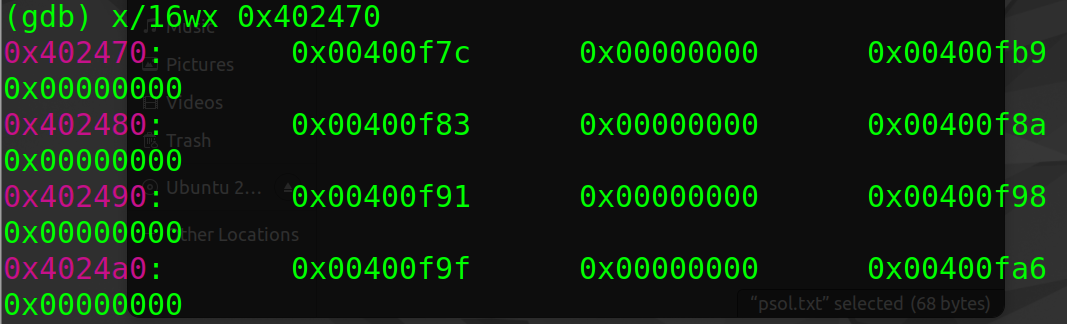 (gdb) x/16wx 0x402470
Music
0x402470: 0x00400f7c 0x00000000 0x00400fb9
Pictures
0x00000000
Videos
0x402480: 0x00400f83 0x00000000 0x00400f8a
Trash
0x00000000
Ubuntu 2...
0x402490: 0x00400f91 0x00000000 0x00400f98
0x00000000
ther Locations
0x4024a0: 0x00400f9f 0x00000000 0x00400fa6
0x00000000
“psol.txt” selected (68 bytes)